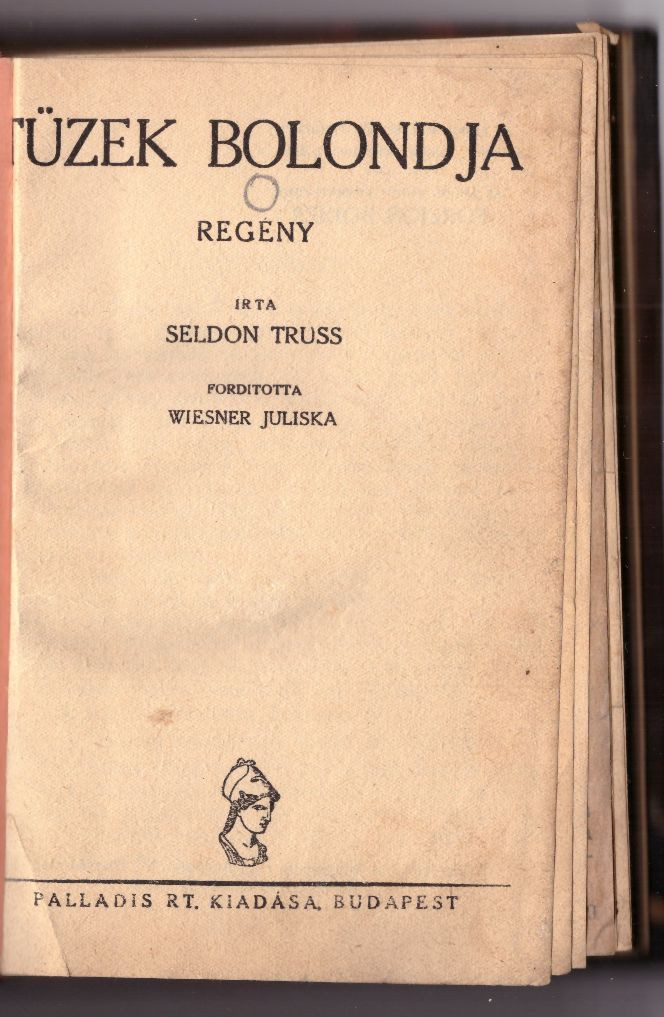 TÜZEK BOLONDJA
REGÉNY
IRTA
SELDON TRUSS
FORDITOTTA
WIESNER JULISKA
PALLADIS RT. KIADÁSA, BUDAPEST